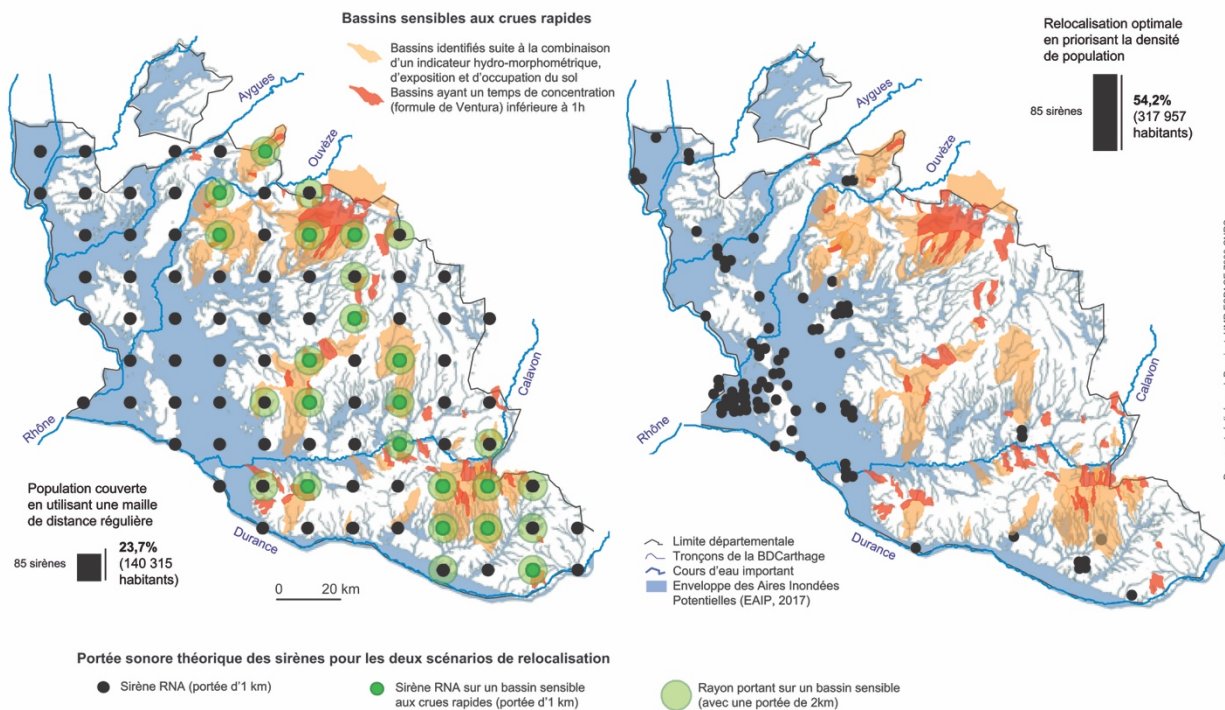 Bassins sensibles aux crues rapides
Bassins identifiés suite à la combinaison
d'un indicateur hydro-morphométrique,
d'exposition et d'occupation du sol
Bassins ayant un temps de concentration
(formule de Ventura) inférieure à 1h
Relocalisation optimale
en priorisant la densité
de population
85 sirènes
54,2%
(317 957
habitants)
Aygues
Ouvèze
Calavon
Rhône
Durance
Aygues
Ouvèze
Calavon
Rhône
Durance
Population couverte
en utilisant une maille
de distance régulière
85 sirènes
23,7%
(140 315
habitants)
0 20 km
Limite départementale
Tronçons de la BDCarthage
Cours d'eau important
Enveloppe des Aires Inondées
Potentielles (EAIP, 2017)
Portée sonore théorique des sirènes pour les deux scénarios de relocalisation
Sirène RNA (portée d'1 km)
Sirène RNA sur un bassin sensible
aux crues rapides (portée d'1 km)
Rayon portant sur un bassin sensible
(avec une portée de 2km)